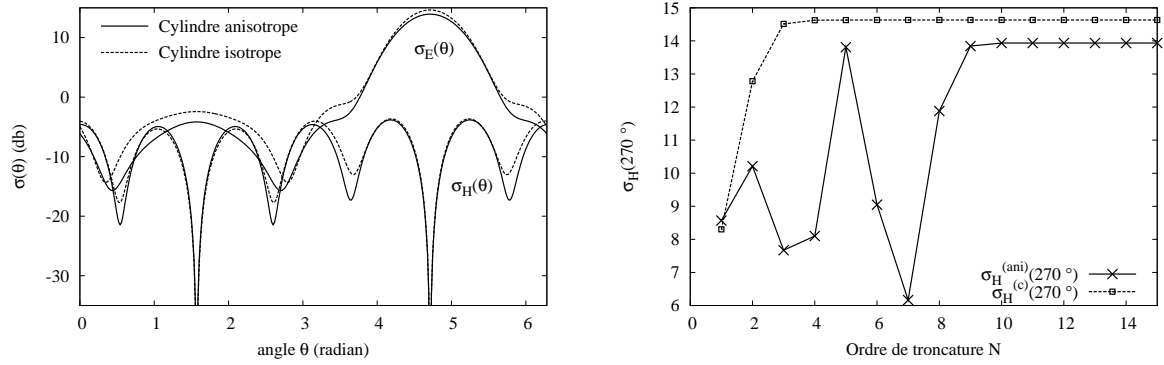 Cylindre anisotrope
Cylindre isotrope
σE(θ)
σH(θ)
10
0
-10
-20
-30
σ(θ) (db)
0 1 2 3 4 5 6
angle θ (radian)
15
14
13
12
11
10
9
8
7
6
σH(270 °)
σH(ani)(270 °)
σH(c)(270 °)
0 2 4 6 8 10 12 14
Ordre de troncature N